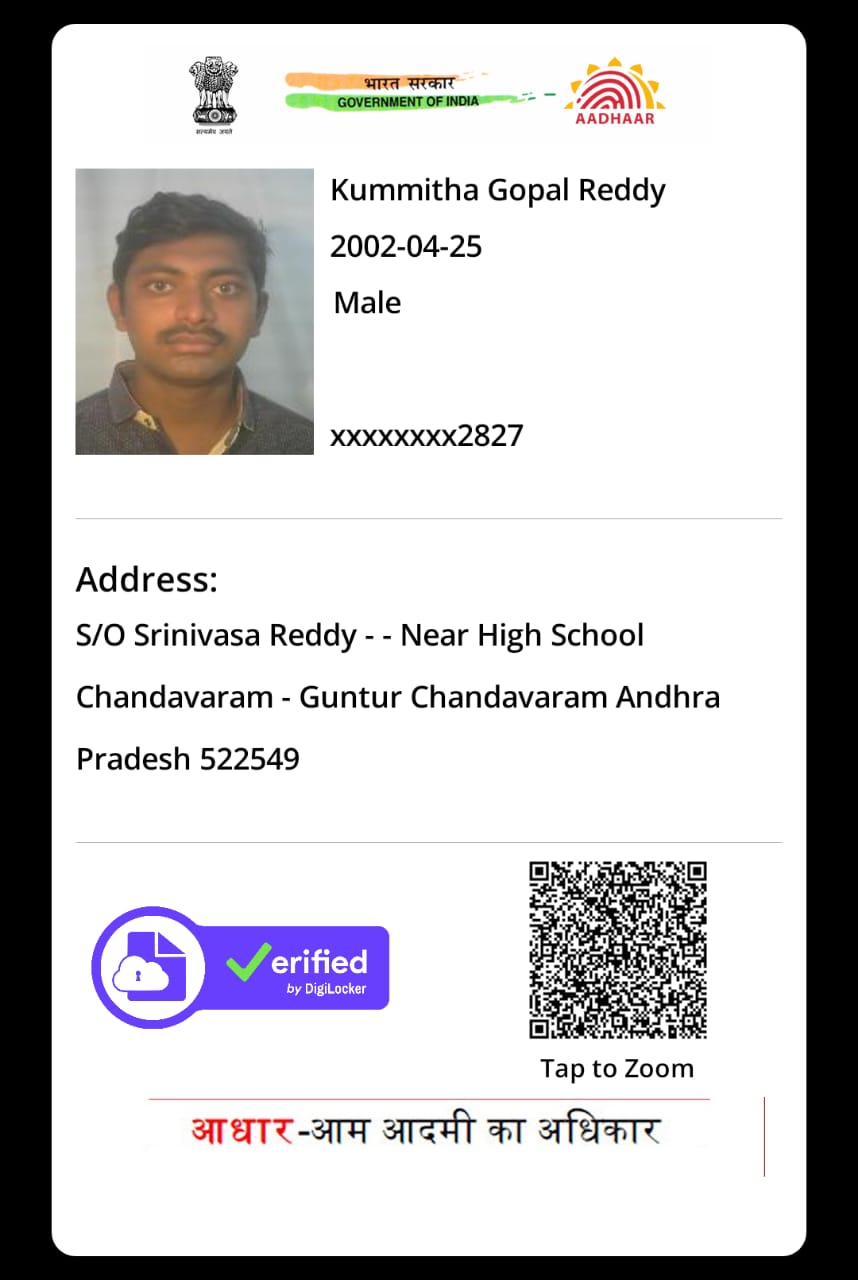 सत्यमेव जयते
भारत सरकार
GOVERNMENT OF INDIA
AADHAAR
Kummitha Gopal Reddy
2002-04-25
Male
xxxxxxxx2827
Address:
S/O Srinivasa Reddy - - Near High School
Chandavaram - Guntur Chandavaram Andhra
Pradesh 522549
Verified
by DigiLocker
Tap to Zoom
आधार-आम आदमी का अधिकार